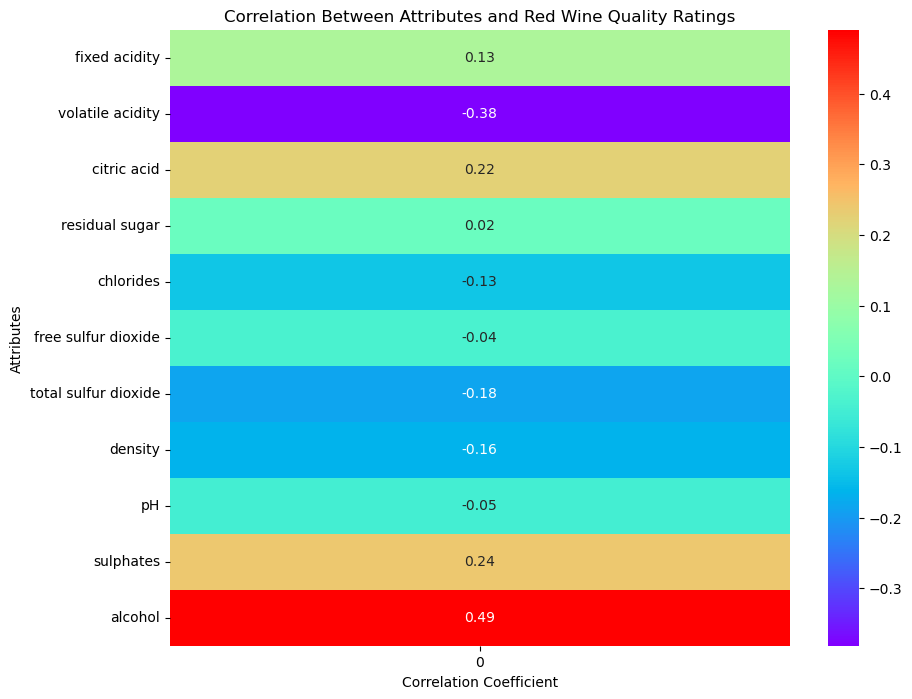 Correlation Between Attributes and Red Wine Quality Ratings
Attributes
fixed acidity 0.13
volatile acidity -0.38
citric acid 0.22
residual sugar 0.02
chlorides -0.13
free sulfur dioxide -0.04
total sulfur dioxide -0.18
density -0.16
pH -0.05
sulphates 0.24
alcohol 0.49
0
Correlation Coefficient
0.4
0.3
0.2
0.1
0.0
−0.1
−0.2
−0.3